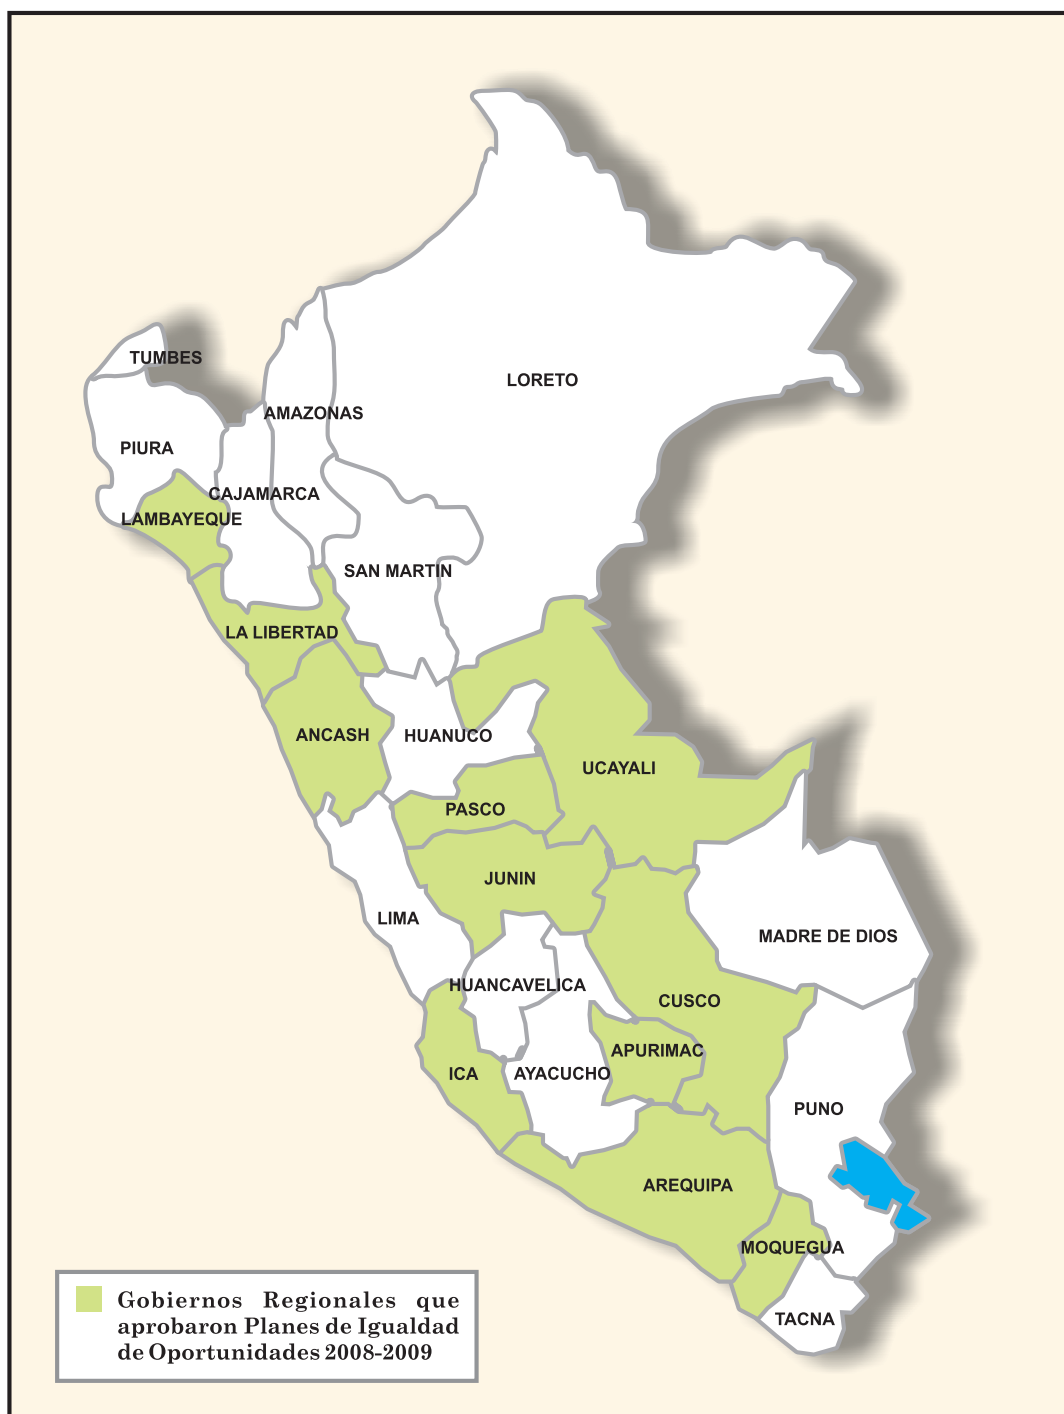 TUMBES
LORETO
AMAZONAS
PIURA
CAJAMARCA
LAMBAYEQUE
SAN MARTIN
LA LIBERTAD
ANCASH
HUANUCO
UCAYALI
PASCO
JUNIN
LIMA
MADRE DE DIOS
HUANCAVELICA
CUSCO
APURIMAC
ICA
AYACUCHO
PUNO
AREQUIPA
MOQUEGUA
TACNA
Gobiernos Regionales que
aprobaron Planes de Igualdad
de Oportunidades 2008-2009